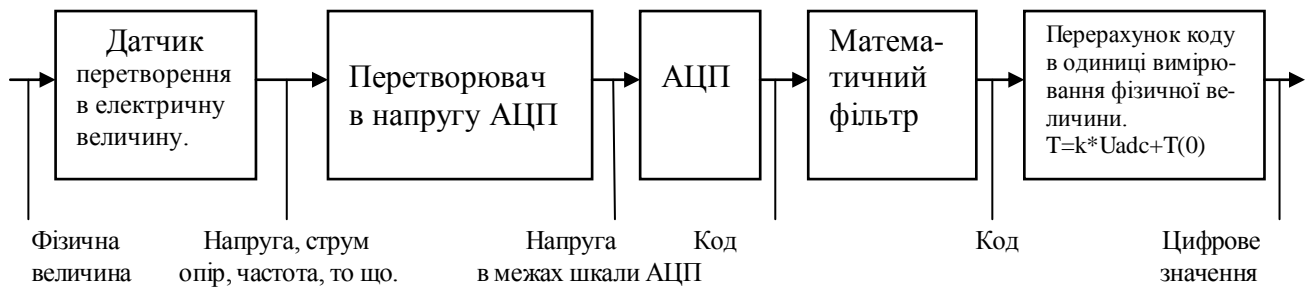 Датчик
перетворення
в електричну
величину.
Перетворювач
в напругу АЦП
АЦП
Матема-
тичний
фільтр
Перерахунок коду
в одиниці вимірю-
вання фізичної ве-
личини.
T=k*Uadc+T(0)
Фізична
величина
Напруга, струм
опір, частота, то що.
Напруга
в межах шкали АЦП
Код
Код
Цифрове
значення